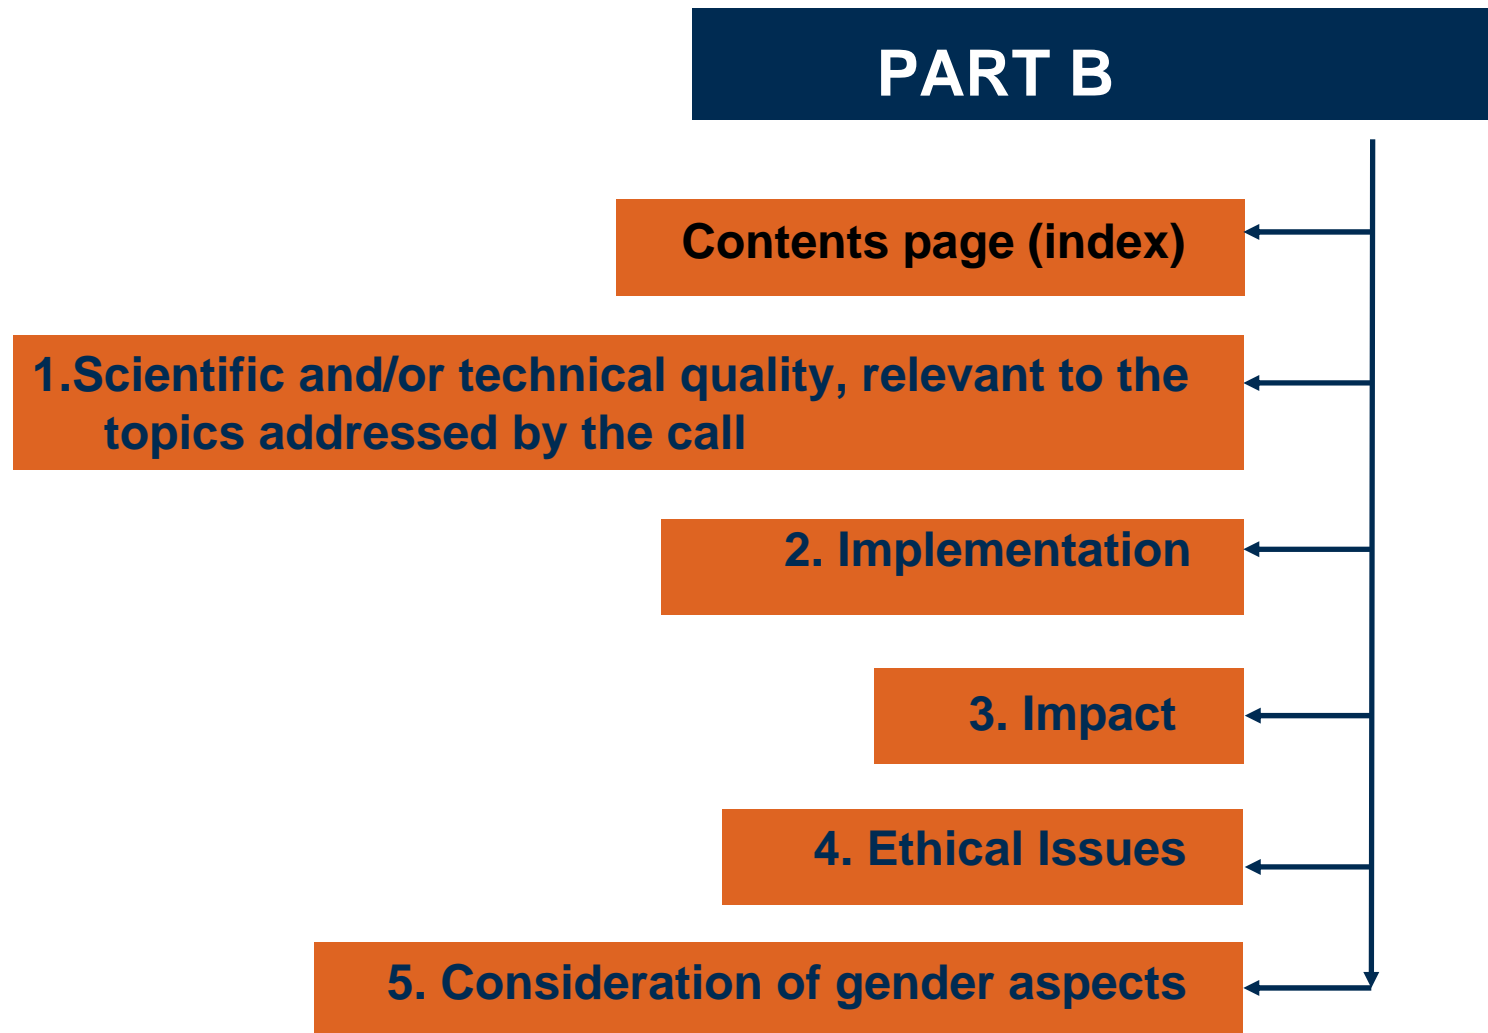 PART B
Contents page (index)
1.Scientific and/or technical quality, relevant to the
topics addressed by the call
2. Implementation
3. Impact
4. Ethical Issues
5. Consideration of gender aspects